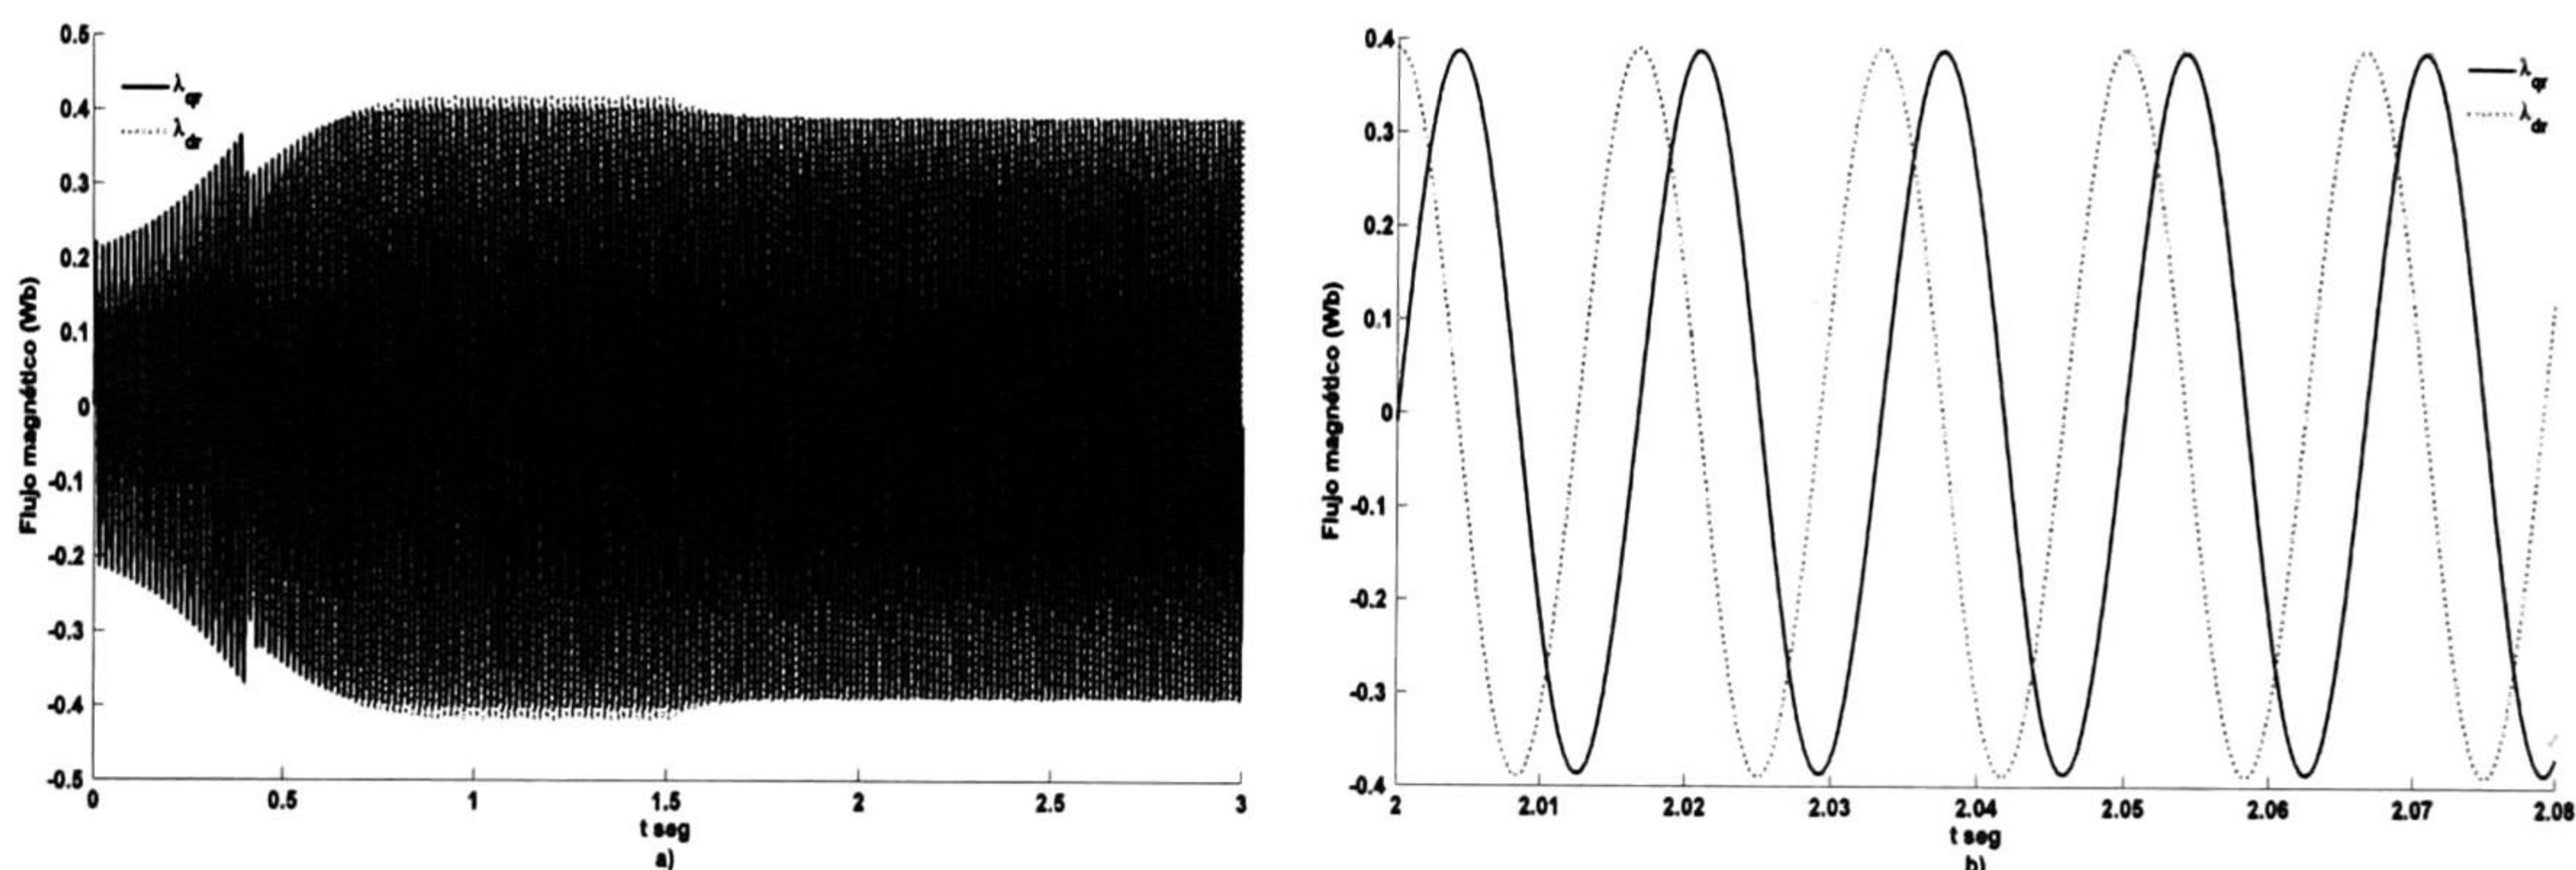 0.5
0.4
0.3
0.2
0.1
0
-0.1
-0.2
-0.3
-0.4
-0.5
Flujo magnético (Wb)
λqr
λdr
0 0.5 1 1.5 2 2.5 3
t seg
a)
0.4
0.3
0.2
0.1
0
-0.1
-0.2
-0.3
-0.4
Flujo magnético (Wb)
λqr
λdr
2 2.01 2.02 2.03 2.04 2.05 2.06 2.07 2.08
t seg
b)